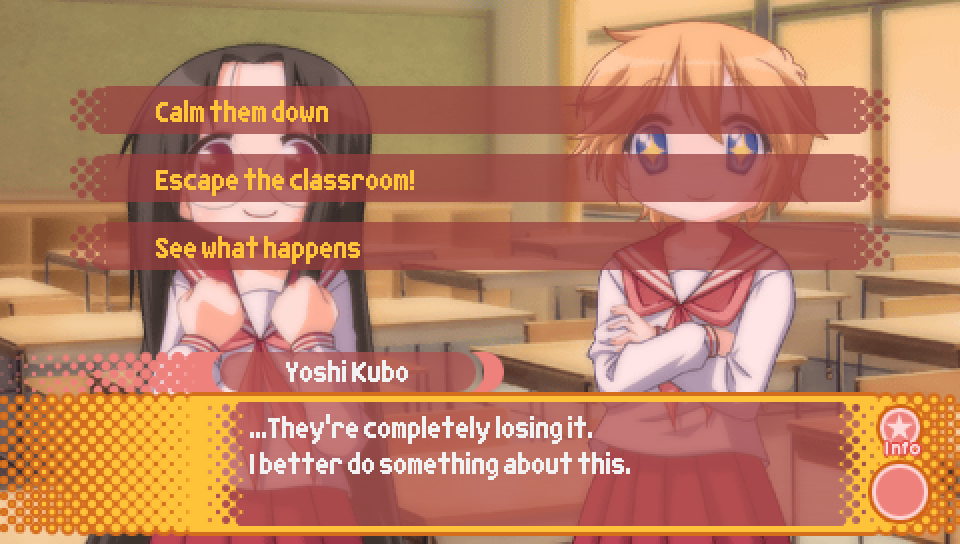 Calm them down
Escape the classroom!
See what happens
Yoshi Kubo
...They're completely losing it.
I better do something about this.
Info